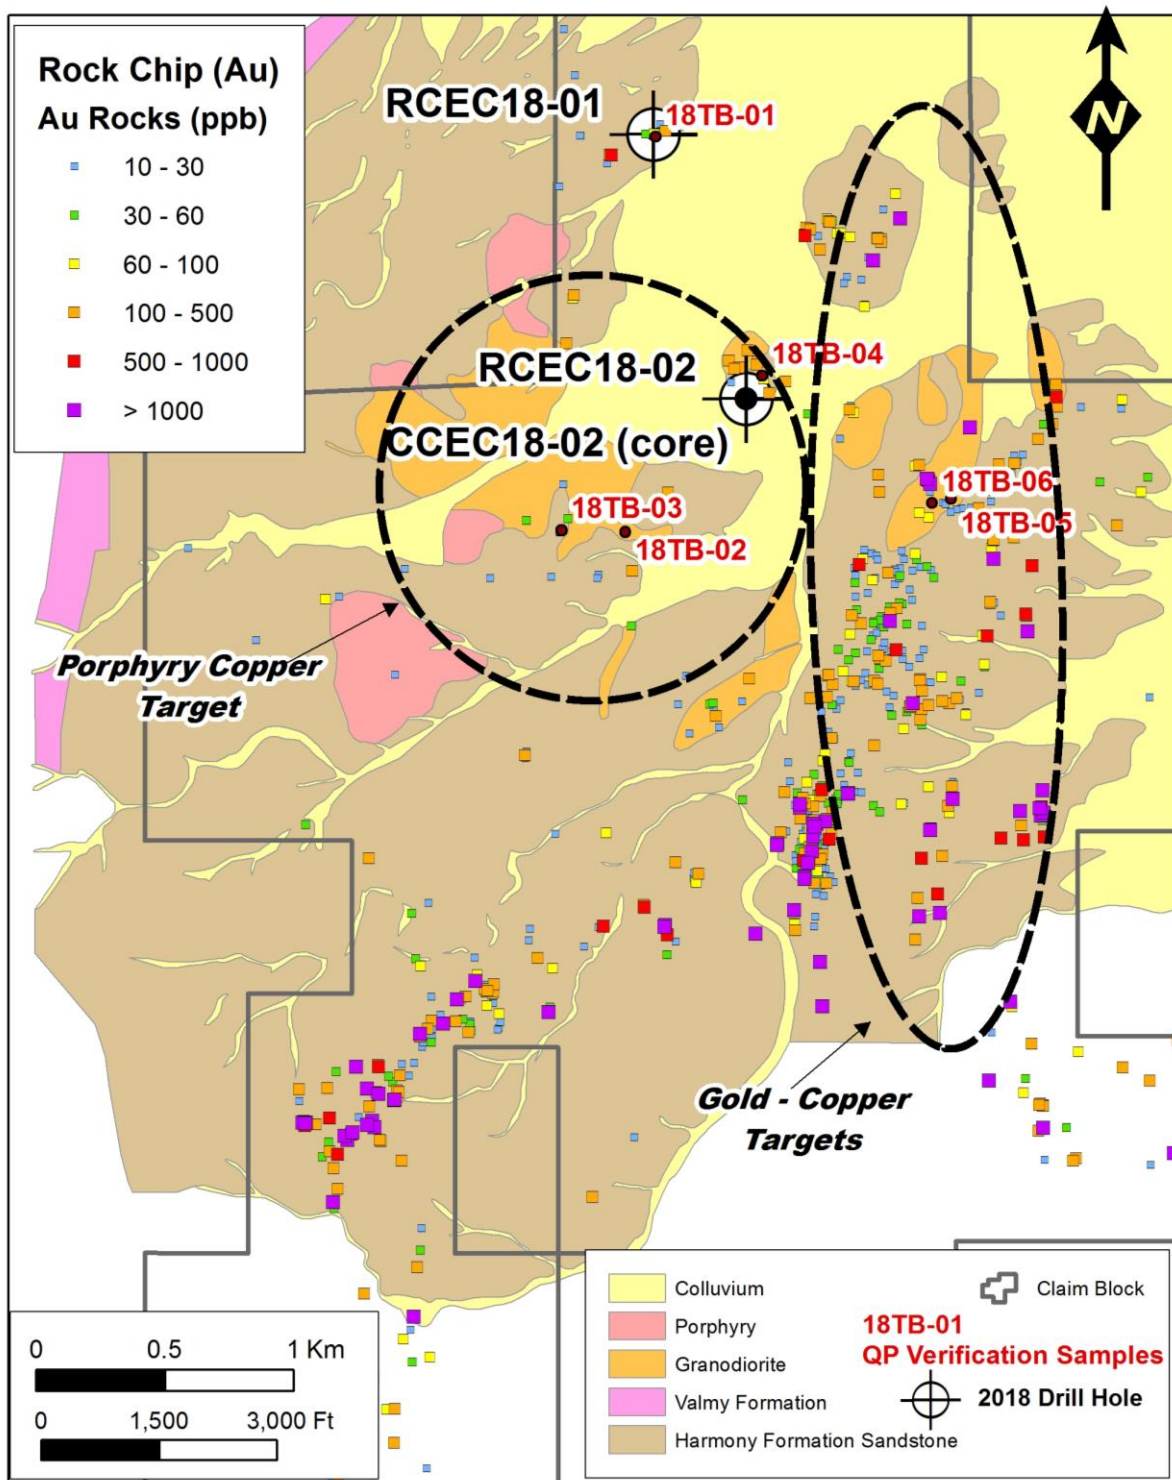 Rock Chip (Au)
Au Rocks (ppb)
10 - 30
30 - 60
60 - 100
100 - 500
500 - 1000
> 1000
RCEC18-01
18TB-01
N
RCEC18-02
18TB-04
CCEC18-02 (core)
18TB-03
18TB-02
18TB-06
18TB-05
Porphyry Copper
Target
Gold - Copper
Targets
0 0.5 1 Km
0 1,500 3,000 Ft
Colluvium
Porphyry
Granodiorite
Valmy Formation
Harmony Formation Sandstone
Claim Block
18TB-01
QP Verification Samples
2018 Drill Hole